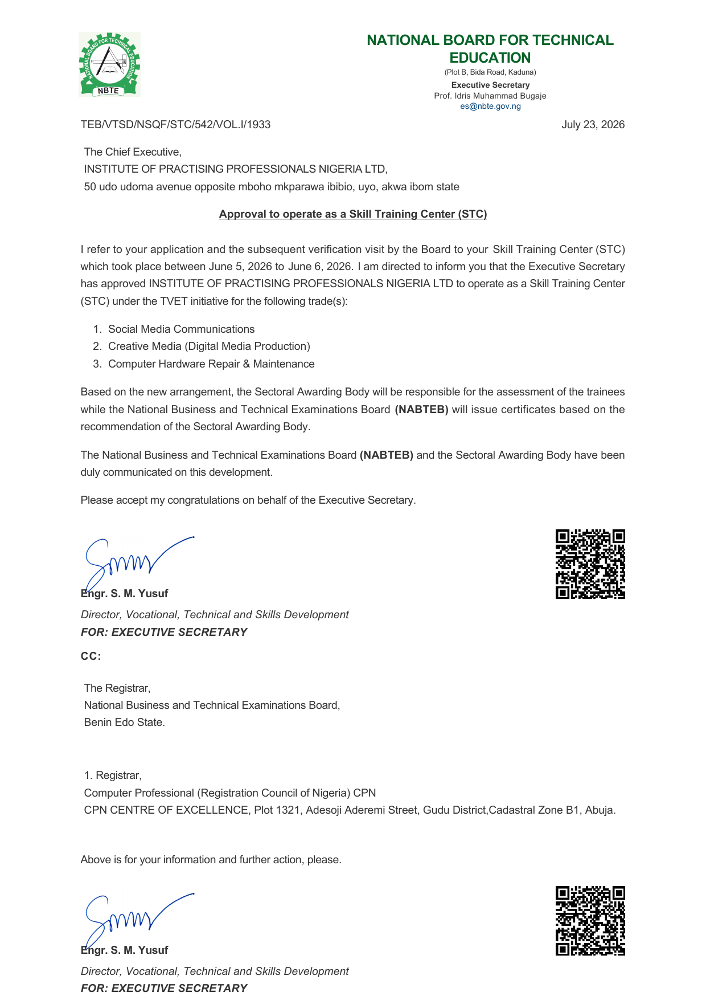 NATIONAL BOARD FOR TECHNICAL EDUCATION
NBTE
NATIONAL BOARD FOR TECHNICAL
EDUCATION
(Plot B, Bida Road, Kaduna)
Executive Secretary
Prof. Idris Muhammad Bugaje
es@nbte.gov.ng
TEB/VTSD/NSQF/STC/542/VOL.I/1933 July 23, 2026
The Chief Executive,
INSTITUTE OF PRACTISING PROFESSIONALS NIGERIA LTD,
50 udo udoma avenue opposite mboho mkparawa ibibio, uyo, akwa ibom state
Approval to operate as a Skill Training Center (STC)
I refer to your application and the subsequent verification visit by the Board to your Skill Training Center (STC)
which took place between June 5, 2026 to June 6, 2026. I am directed to inform you that the Executive Secretary
has approved INSTITUTE OF PRACTISING PROFESSIONALS NIGERIA LTD to operate as a Skill Training Center
(STC) under the TVET initiative for the following trade(s):
1. Social Media Communications
2. Creative Media (Digital Media Production)
3. Computer Hardware Repair & Maintenance
Based on the new arrangement, the Sectoral Awarding Body will be responsible for the assessment of the trainees
while the National Business and Technical Examinations Board (NABTEB) will issue certificates based on the
recommendation of the Sectoral Awarding Body.
The National Business and Technical Examinations Board (NABTEB) and the Sectoral Awarding Body have been
duly communicated on this development.
Please accept my congratulations on behalf of the Executive Secretary.
Engr. S. M. Yusuf
Director, Vocational, Technical and Skills Development
FOR: EXECUTIVE SECRETARY
CC:
The Registrar,
National Business and Technical Examinations Board,
Benin Edo State.
1. Registrar,
Computer Professional (Registration Council of Nigeria) CPN
CPN CENTRE OF EXCELLENCE, Plot 1321, Adesoji Aderemi Street, Gudu District,Cadastral Zone B1, Abuja.
Above is for your information and further action, please.
Engr. S. M. Yusuf
Director, Vocational, Technical and Skills Development
FOR: EXECUTIVE SECRETARY